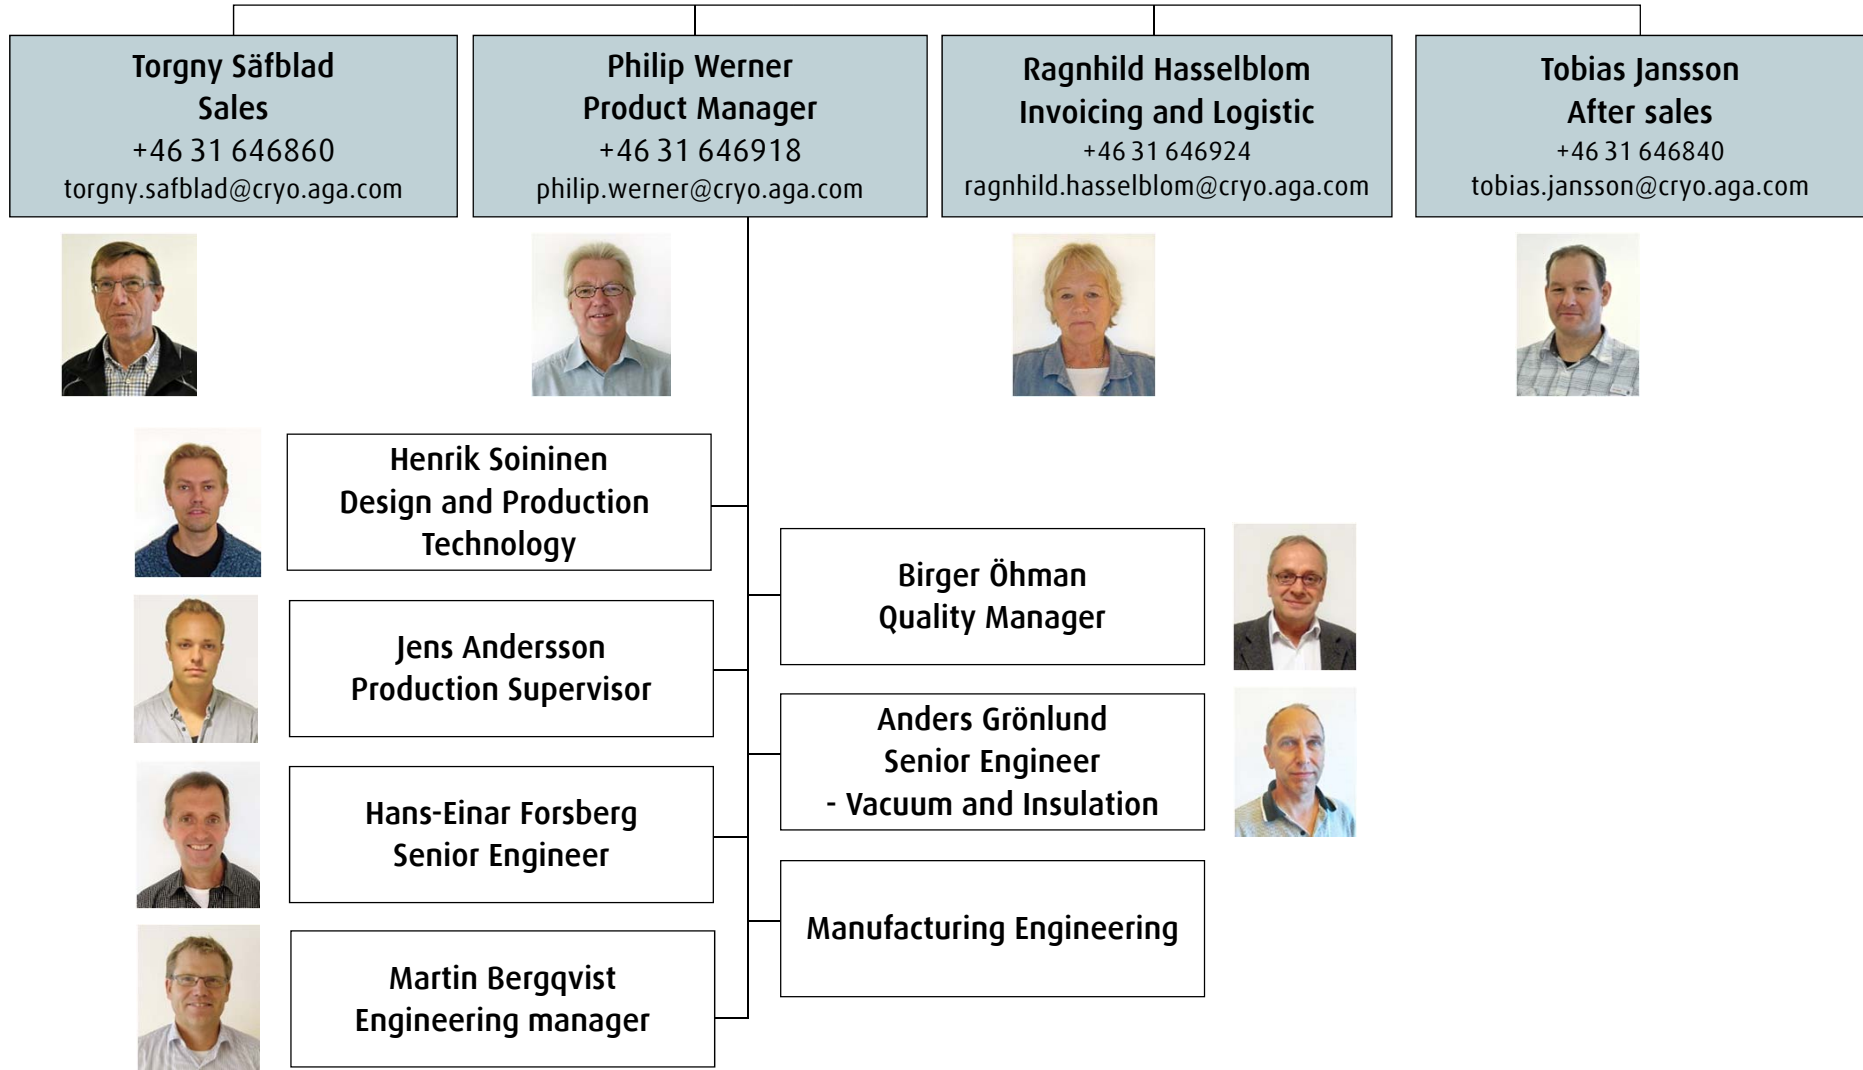 Torgny Säfblad
Sales
+46 31 646860
torgny.safblad@cryo.aga.com
Philip Werner
Product Manager
+46 31 646918
philip.werner@cryo.aga.com
Ragnhild Hasselblom
Invoicing and Logistic
+46 31 646924
ragnhild.hasselblom@cryo.aga.com
Tobias Jansson
After sales
+46 31 646840
tobias.jansson@cryo.aga.com
Henrik Soininen
Design and Production
Technology
Birger Öhman
Quality Manager
Jens Andersson
Production Supervisor
Anders Grönlund
Senior Engineer
- Vacuum and Insulation
Hans-Einar Forsberg
Senior Engineer
Manufacturing Engineering
Martin Bergqvist
Engineering manager